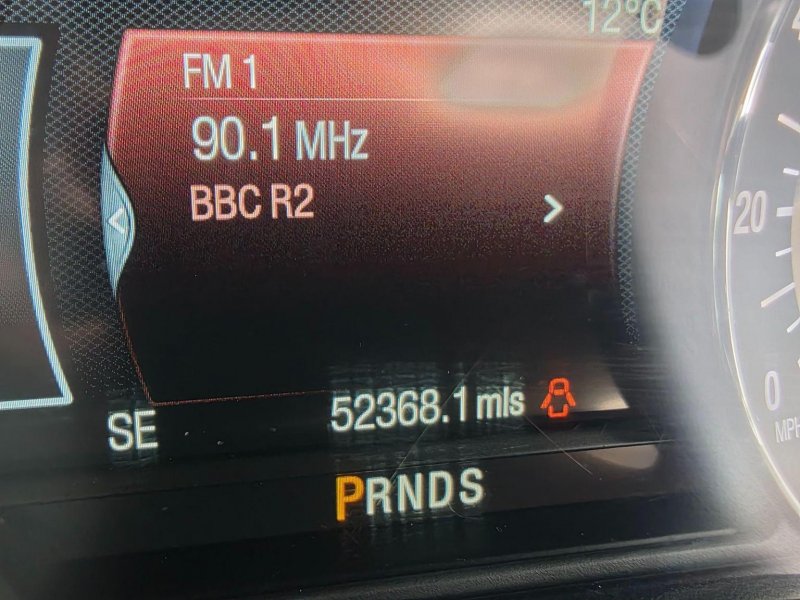 12°C
FM 1
90.1 MHz
BBC R2
20
52368.1 mls
0
SE
MPH
PRNDS